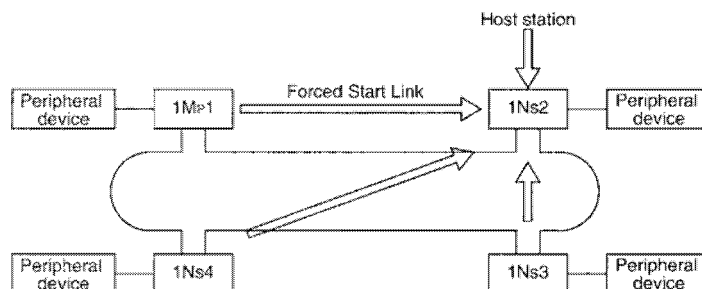 Host station
Peripheral
device
1MP1
Forced Start Link
1Ns2
Peripheral
device
Peripheral
device
1Ns4
1Ns3
Peripheral
device